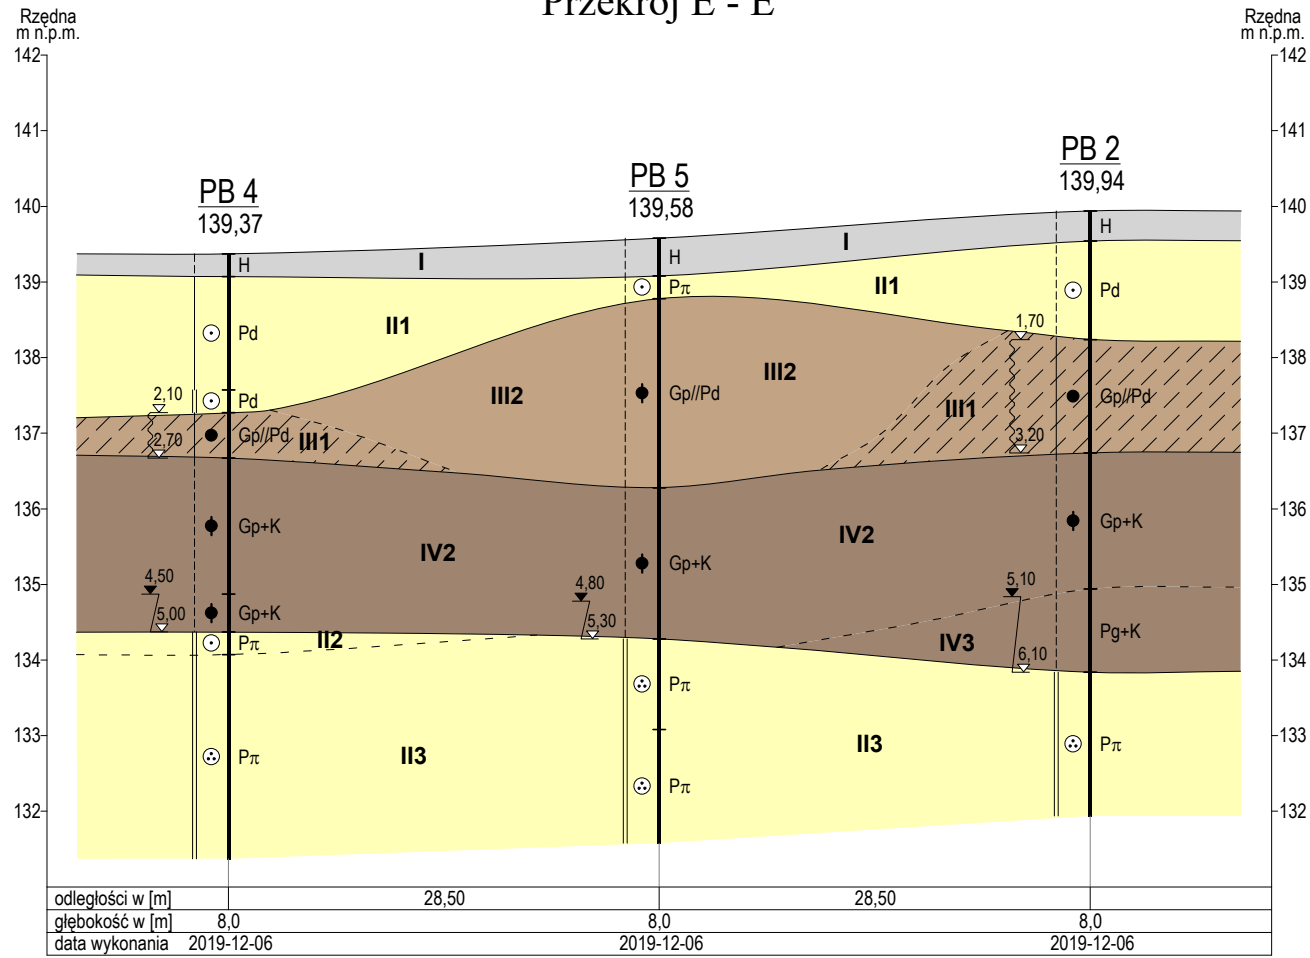 Przekrój E - E
Rzędna
m n.p.m.
Rzędna
m n.p.m.
142
142
141
141
PB 2
139,94
PB 4
139,37
PB 5
139,58
140
140
H
I
I
H
H
139
139
Pπ
II1
Pd
Pd
II1
1,70
138
138
III2
III2
2,10
Pd
Gp//Pd
Gp//Pd
III1
137
137
2,70
Gp//Pd
III1
3,20
136
136
Gp+K
IV2
IV2
Gp+K
Gp+K
135
135
4,50
4,80
5,10
5,00
Gp+K
5,30
Pπ
II2
IV3
Pg+K
134
134
6,10
Pπ
133
133
Pπ
II3
II3
Pπ
Pπ
132
132
odległości w [m]
28,50
28,50
głębokość w [m]
8,0
8,0
8,0
data wykonania
2019-12-06
2019-12-06
2019-12-06